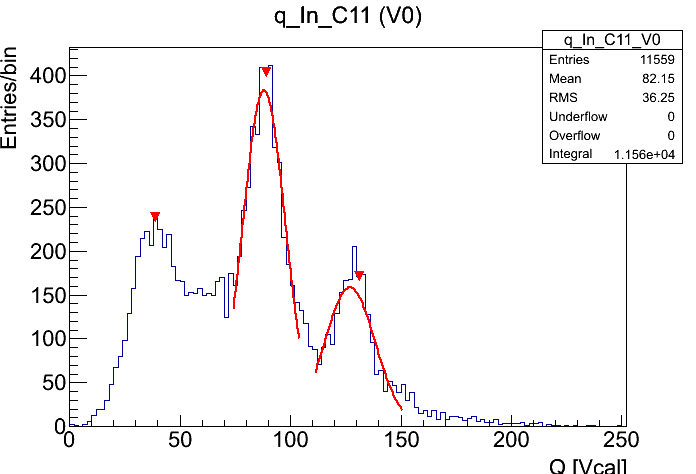 q_In_C11 (V0)
q_In_C11_V0
Entries 11559
Mean 82.15
RMS 36.25
Underflow 0
Overflow 0
Integral 1.156e+04
Entries/bin
400
350
300
250
200
150
100
50
0
0 50 100 150 200 250
Q [Vcal]